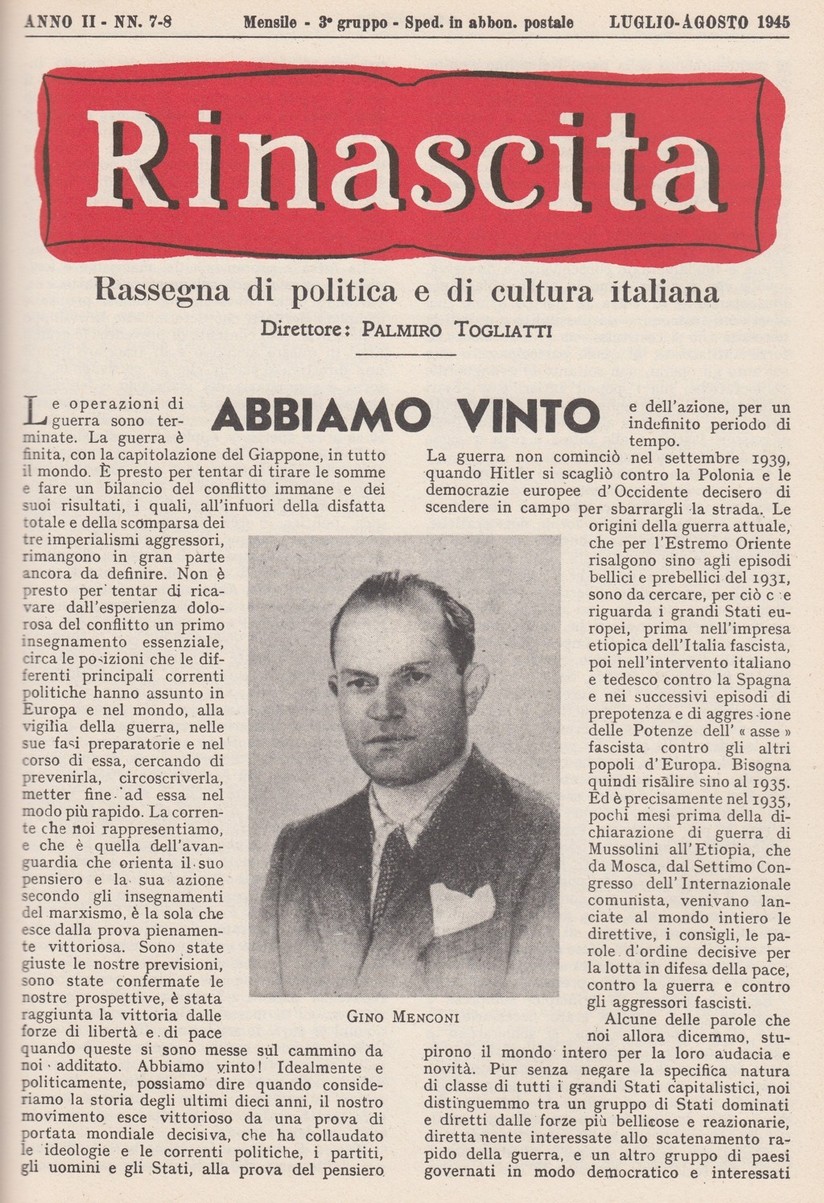 ANNO II - NN. 7-8
Mensile - 3º gruppo - Sped. in abbon. postale
LUGLIO-AGOSTO 1945
Rinascita
Rassegna di politica e di cultura italiana
Direttore: PALMIRO TOGLIATTI
ABBIAMO VINTO
Le operazioni di
guerra sono ter-
minate. La guerra è
finita, con la capitolazione del Giappone, in tutto
il mondo. È presto per tentar di tirare le somme
e fare un bilancio del conflitto immane e dei
suoi risultati, i quali, all'infuori della disfatta
totale e della scomparsa dei
tre imperialismi aggressori,
rimangono in gran parte
ancora da definire. Non è
presto per tentar di rica-
vare dall'esperienza dolo-
rosa del conflitto un primo
insegnamento essenziale,
circa le posizioni che le dif-
ferenti principali correnti
politiche hanno assunto in
Europa e nel mondo, alla
vigilia della guerra, nelle
sue fasi preparatorie e nel
corso di essa, cercando di
prevenirla, circoscriverla,
metter fine ad essa nel
modo più rapido. La corren-
te che noi rappresentiamo,
e che è quella dell'avan-
guardia che orienta il suo
pensiero e la sua azione
secondo gli insegnamenti
del marxismo, è la sola che
esce dalla prova pienamen-
te vittoriosa. Sono state
giuste le nostre previsioni,
sono state confermate le
nostre prospettive, è stata
raggiunta la vittoria dalle
forze di libertà e di pace
quando queste si sono messe sul cammino da
noi additato. Abbiamo vinto! Idealmente e
politicamente, possiamo dire quando conside-
riamo la storia degli ultimi dieci anni, il nostro
movimento esce vittorioso da una prova di
portata mondiale decisiva, che ha collaudato
le ideologie e le correnti politiche, i partiti,
gli uomini e gli Stati, alla prova del pensiero
GINO MENCONI
e dell'azione, per un
indefinito periodo di
tempo.
La guerra non cominciò nel settembre 1939,
quando Hitler si scagliò contro la Polonia e le
democrazie europee d'Occidente decisero di
scendere in campo per sbarrargli la strada. Le
origini della guerra attuale,
che per l'Estremo Oriente
risalgono sino agli episodi
bellici e prebellici del 1931,
sono da cercare, per ciò c e
riguarda i grandi Stati eu-
ropei, prima nell'impresa
etiopica dell'Italia fascista,
poi nell'intervento italiano
e tedesco contro la Spagna
e nei successivi episodi di
prepotenza e di aggres ione
delle Potenze dell' « asse »
fascista contro gli altri
popoli d'Europa. Bisogna
quindi risalire sino al 1935.
Ed è precisamente nel 1935,
pochi mesi prima della di-
chiarazione di guerra di
Mussolini all'Etiopia, che
da Mosca, dal Settimo Con-
gresso dell'Internazionale
comunista, venivano lan-
ciate al mondo intiero le
direttive, i consigli, le pa-
role d'ordine decisive per
la lotta in difesa della pace,
contro la guerra e contro
gli aggressori fascisti.
Alcune delle parole che
noi allora dicemmo, stu-
pirono il mondo intero per la loro audacia e
novità. Pur senza negare la specifica natura
di classe di tutti i grandi Stati capitalistici, noi
distinguemmo tra un gruppo di Stati dominati
e diretti dalle forze più bellicose e reazionarie,
direttamente interessate allo scatenamento ra-
pido della guerra, e un altro gruppo di paesi
governati in modo democratico e interessati